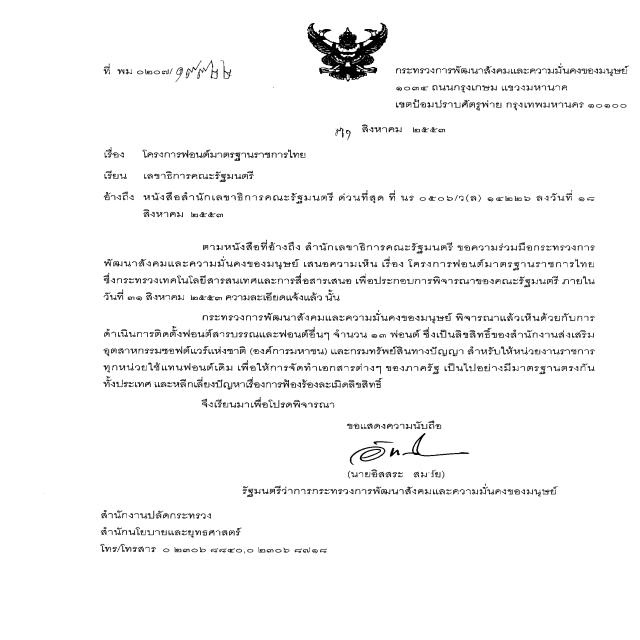 ที่ พม ๐๒๐๗/
กระทรวงการพัฒนาสังคมและความมั่นคงของมนุษย์
๑๐๓๔ ถนนกรุงเกษม แขวงมหานาค
เขตป้อมปราบศัตรูพ่าย กรุงเทพมหานคร ๑๐๑๐๐
สิงหาคม ๒๕๕๓
เรื่อง โครงการฟอนต์มาตรฐานราชการไทย
เรียน เลขาธิการคณะรัฐมนตรี
อ้างถึง หนังสือสำนักเลขาธิการคณะรัฐมนตรี ด่วนที่สุด ที่ นร ๐๕๐๖/ว(ล) ๑๔๒๒๖ ลงวันที่ ๑๘
สิงหาคม ๒๕๕๓
ตามหนังสือที่อ้างถึง สำนักเลขาธิการคณะรัฐมนตรี ขอความร่วมมือกระทรวงการ
พัฒนาสังคมและความมั่นคงของมนุษย์ เสนอความเห็น เรื่อง โครงการฟอนต์มาตรฐานราชการไทย
ซึ่งกระทรวงเทคโนโลยีสารสนเทศและการสื่อสารเสนอ เพื่อประกอบการพิจารณาของคณะรัฐมนตรี ภายใน
วันที่ ๓๑ สิงหาคม ๒๕๕๓ ความละเอียดแจ้งแล้ว นั้น
กระทรวงการพัฒนาสังคมและความมั่นคงของมนุษย์ พิจารณาแล้วเห็นด้วยกับการ
ดำเนินการติดตั้งฟอนต์สารบรรณและฟอนต์อื่นๆ จำนวน ๑๓ ฟอนต์ ซึ่งเป็นลิขสิทธิ์ของสำนักงานส่งเสริม
อุตสาหกรรมซอฟต์แวร์แห่งชาติ (องค์การมหาชน) และกรมทรัพย์สินทางปัญญา สำหรับให้หน่วยงานราชการ
ทุกหน่วยใช้แทนฟอนต์เดิม เพื่อให้การจัดทำเอกสารต่างๆ ของภาครัฐ เป็นไปอย่างมีมาตรฐานตรงกัน
ทั้งประเทศ และหลีกเลี่ยงปัญหาเรื่องการฟ้องร้องละเมิดลิขสิทธิ์
จึงเรียนมาเพื่อโปรดพิจารณา
ขอแสดงความนับถือ
(นายอิสสระ สมชัย)
รัฐมนตรีว่าการกระทรวงการพัฒนาสังคมและความมั่นคงของมนุษย์
สำนักงานปลัดกระทรวง
สำนักนโยบายและยุทธศาสตร์
โทร/โทรสาร ๐ ๒๓๐๖ ๘๘๔๐,๐ ๒๓๐๖ ๘๗๑๘